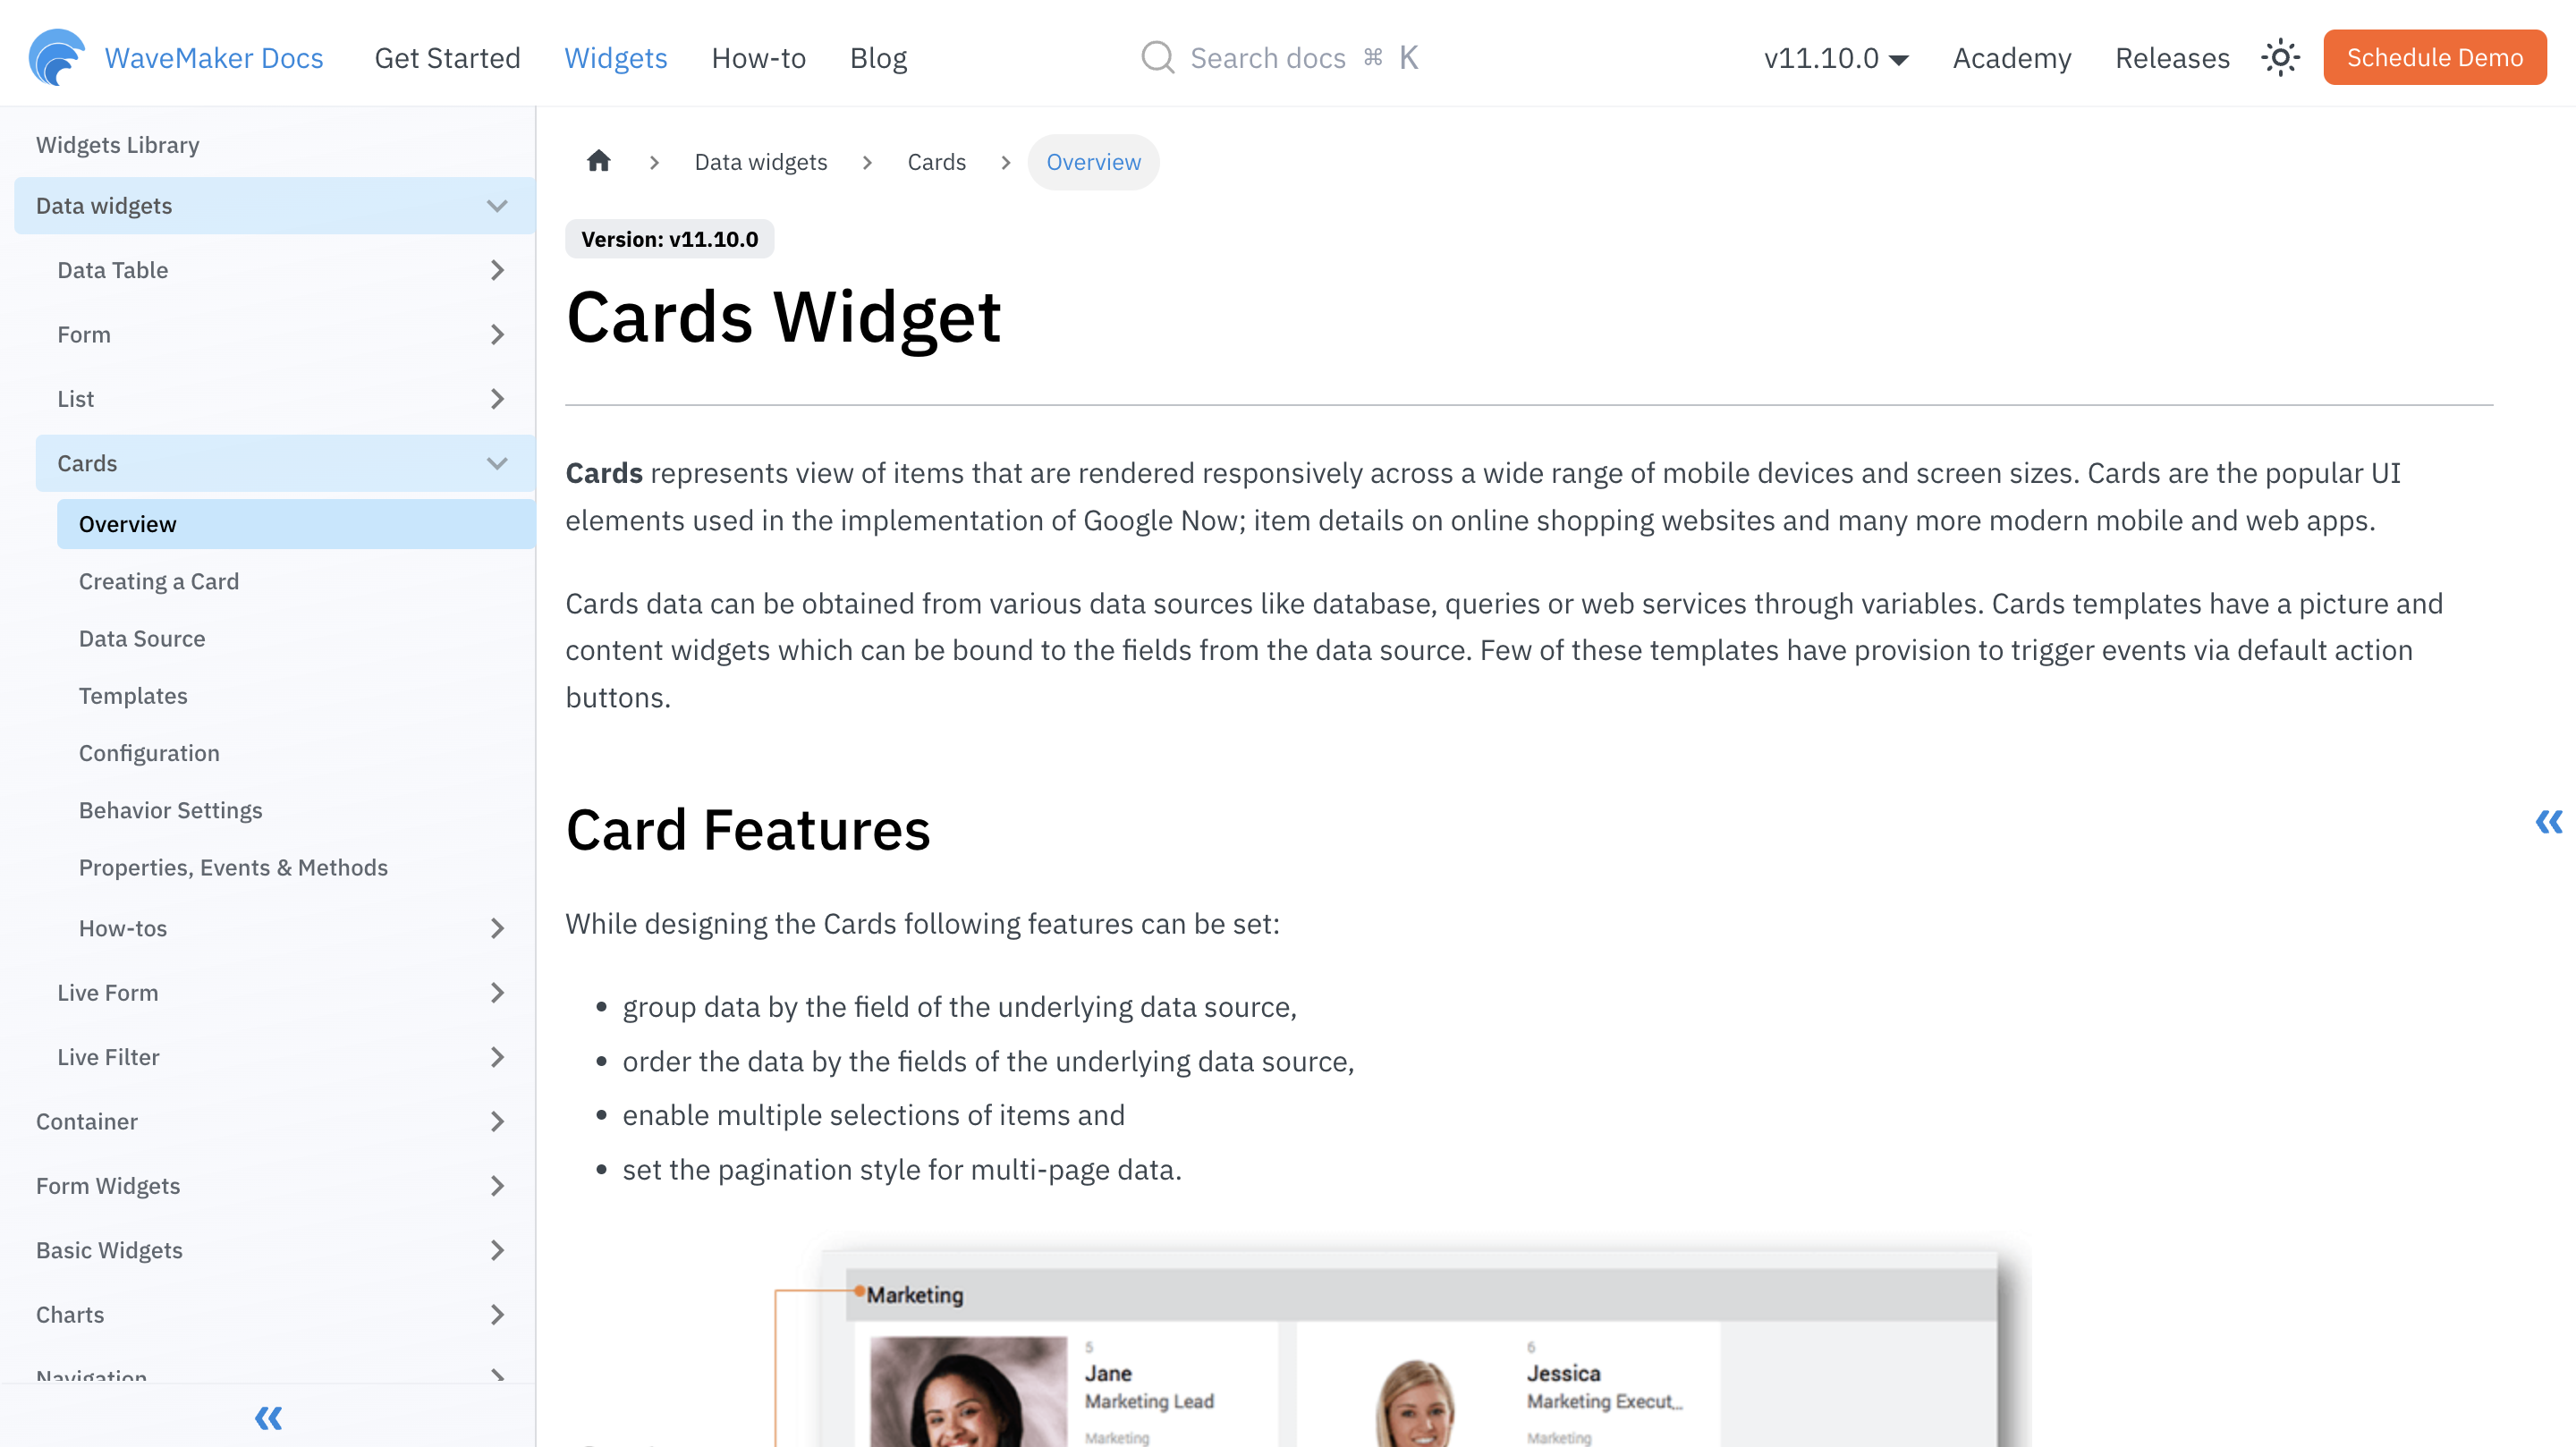 WaveMaker Docs Get Started Widgets How-to Blog Search docs ⌘ K v11.10.0 Academy Releases Schedule Demo
Widgets Library
Data widgets
Data Table
Form
List
Cards
Overview
Creating a Card
Data Source
Templates
Configuration
Behavior Settings
Properties, Events & Methods
How-tos
Live Form
Live Filter
Container
Form Widgets
Basic Widgets
Charts
Navigation
Data widgets Cards Overview
Version: v11.10.0
Cards Widget
Cards represents view of items that are rendered responsively across a wide range of mobile devices and screen sizes. Cards are the popular UI
elements used in the implementation of Google Now; item details on online shopping websites and many more modern mobile and web apps.
Cards data can be obtained from various data sources like database, queries or web services through variables. Cards templates have a picture and
content widgets which can be bound to the fields from the data source. Few of these templates have provision to trigger events via default action
buttons.
Card Features
While designing the Cards following features can be set:
group data by the field of the underlying data source,
order the data by the fields of the underlying data source,
enable multiple selections of items and
set the pagination style for multi-page data.
Marketing
5
Jane
Marketing Lead
Marketing
6
Jessica
Marketing Execut...
Marketing